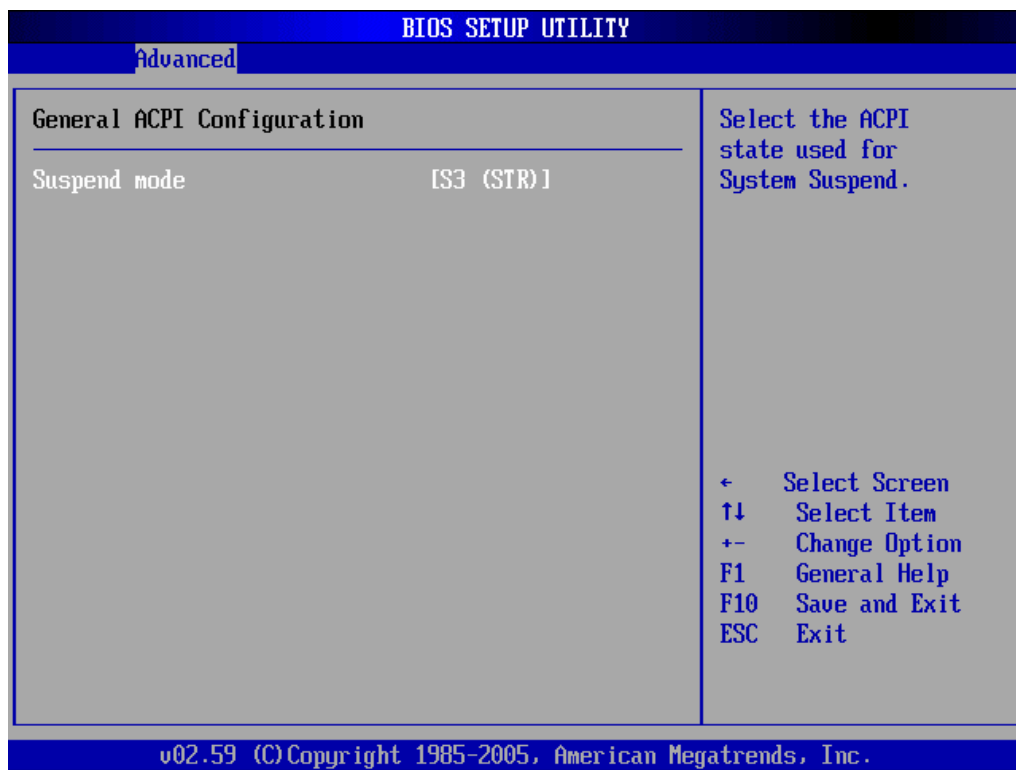 BIOS SETUP UTILITY
Advanced
General ACPI Configuration
Suspend mode [S3 (STR)]
Select the ACPI
state used for
System Suspend.
← Select Screen
↑↓ Select Item
+- Change Option
F1 General Help
F10 Save and Exit
ESC Exit
v02.59 (C)Copyright 1985-2005, American Megatrends, Inc.